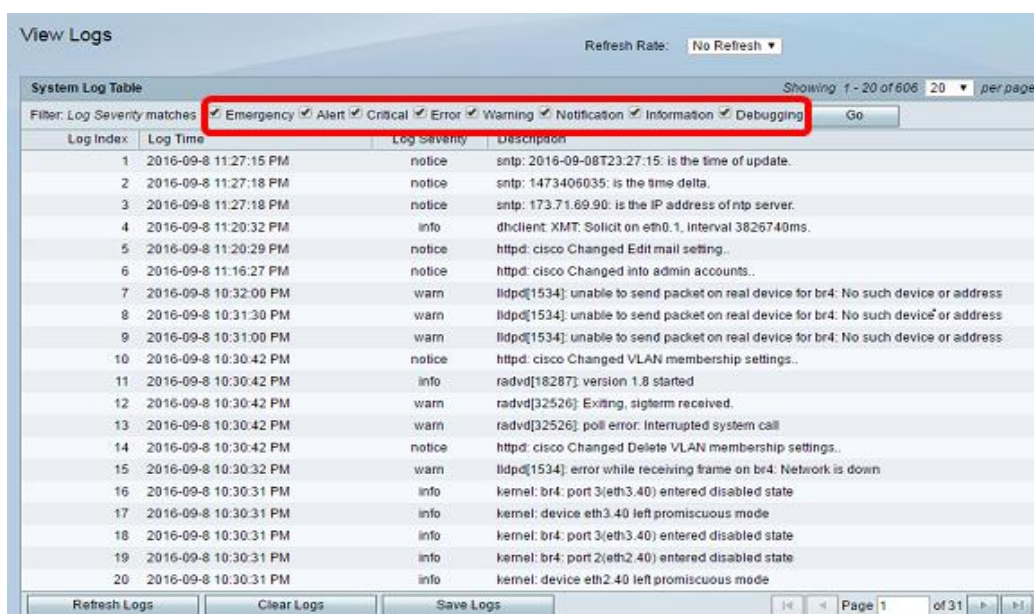 View Logs
Refresh Rate: No Refresh
System Log Table Showing 1 - 20 of 606 20 per page
Filter: Log Severity matches Emergency Alert Critical Error Warning Notification Information Debugging Go
Log Index Log Time Log Severity Description
1 2016-09-8 11:27:15 PM notice sntp: 2016-09-08T23:27:15: is the time of update.
2 2016-09-8 11:27:18 PM notice sntp: 1473406035: is the time delta.
3 2016-09-8 11:27:18 PM notice sntp: 173.71.69.90: is the IP address of ntp server.
4 2016-09-8 11:20:32 PM info dhclient: XMT: Solicit on eth0.1, interval 3826740ms.
5 2016-09-8 11:20:29 PM notice httpd: cisco Changed Edit mail setting..
6 2016-09-8 11:16:27 PM notice httpd: cisco Changed into admin accounts..
7 2016-09-8 10:32:00 PM warn lldpd[1534]: unable to send packet on real device for br4: No such device or address
8 2016-09-8 10:31:30 PM warn lldpd[1534]: unable to send packet on real device for br4: No such device or address
9 2016-09-8 10:31:00 PM warn lldpd[1534]: unable to send packet on real device for br4: No such device or address
10 2016-09-8 10:30:42 PM notice httpd: cisco Changed VLAN membership settings..
11 2016-09-8 10:30:42 PM info radvd[18287]: version 1.8 started
12 2016-09-8 10:30:42 PM warn radvd[32526]: Exiting, sigterm received.
13 2016-09-8 10:30:42 PM warn radvd[32526]: poll error: Interrupted system call
14 2016-09-8 10:30:42 PM notice httpd: cisco Changed Delete VLAN membership settings..
15 2016-09-8 10:30:32 PM warn lldpd[1534]: error while receiving frame on br4: Network is down
16 2016-09-8 10:30:31 PM info kernel: br4: port 3(eth3.40) entered disabled state
17 2016-09-8 10:30:31 PM info kernel: device eth3.40 left promiscuous mode
18 2016-09-8 10:30:31 PM info kernel: br4: port 3(eth3.40) entered disabled state
19 2016-09-8 10:30:31 PM info kernel: br4: port 2(eth2.40) entered disabled state
20 2016-09-8 10:30:31 PM info kernel: device eth2.40 left promiscuous mode
Refresh Logs Clear Logs Save Logs Page 1 of 31